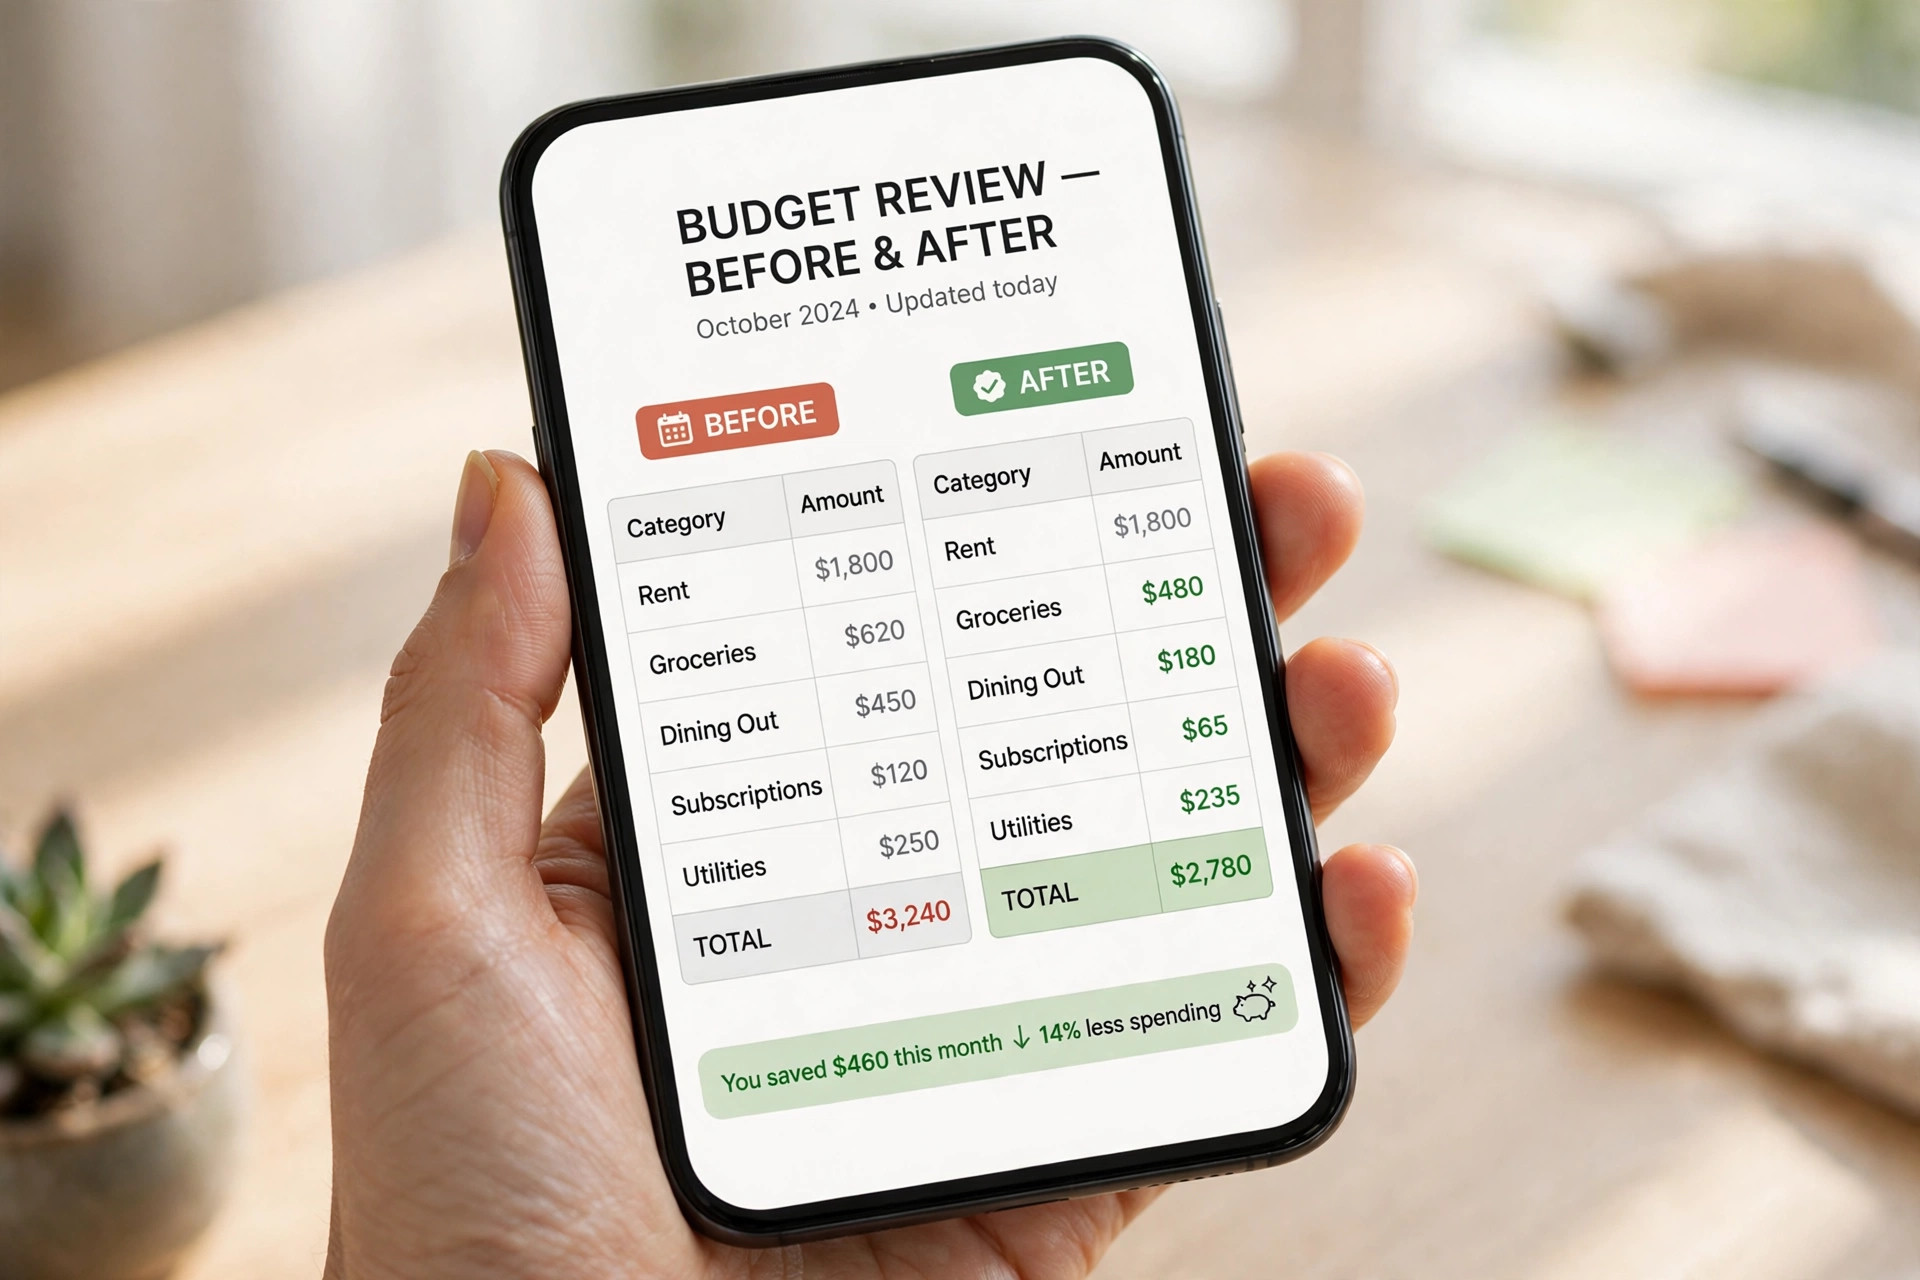 BUDGET REVIEW —
BEFORE & AFTER
October 2024 • Updated today
BEFORE
Category Amount
Rent $1,800
Groceries $620
Dining Out $450
Subscriptions $120
Utilities $250
TOTAL $3,240
AFTER
Category Amount
Rent $1,800
Groceries $480
Dining Out $180
Subscriptions $65
Utilities $235
TOTAL $2,780
You saved $460 this month ↓ 14% less spending